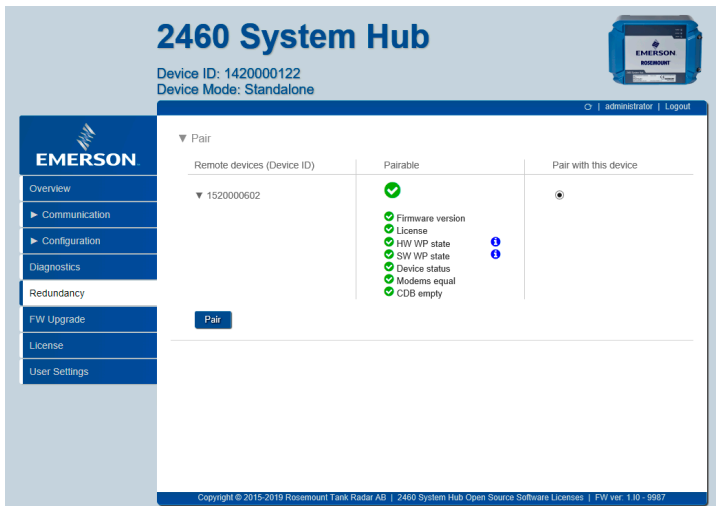 2460 System Hub
Device ID: 1420000122
Device Mode: Standalone
EMERSON
ROSEMOUNT
| administrator | Logout
EMERSON
Overview
► Communication
► Configuration
Diagnostics
Redundancy
FW Upgrade
License
User Settings
▼ Pair
Remote devices (Device ID) Pairable Pair with this device
▼ 1520000602
Firmware version
License
HW WP state
SW WP state
Device status
Modems equal
CDB empty
Pair
Copyright © 2015-2019 Rosemount Tank Radar AB | 2460 System Hub Open Source Software Licenses | FW ver: 1.I0 - 9987